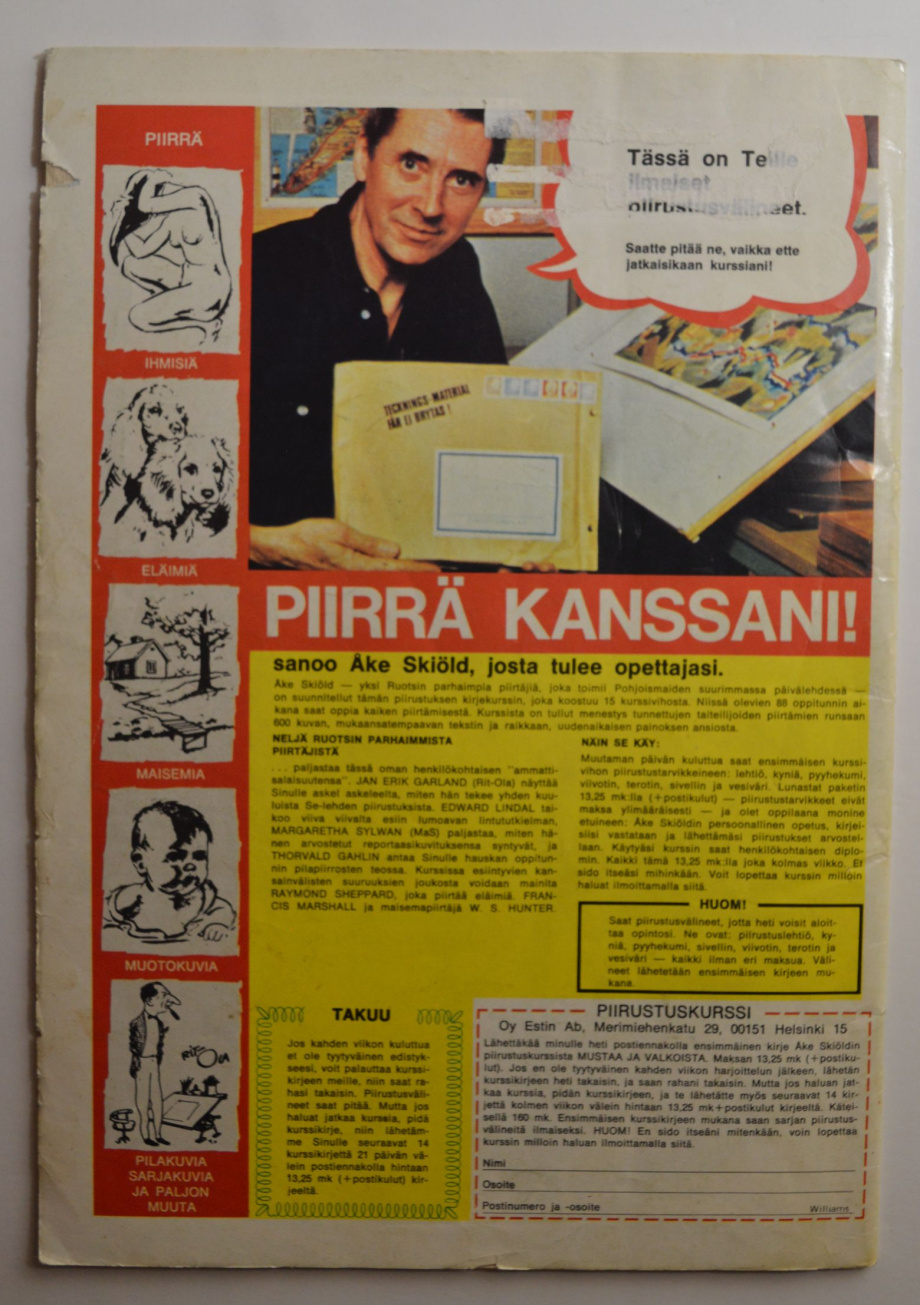 PIIRRÄ
IHMISIÄ
ELÄIMIÄ
MAISEMIA
MUOTOKUVIA
RIT OLA
PILAKUVIA
SARJAKUVIA
JA PALJON
MUUTA
Tässä on Teille
ilmaiset
piirustusvälineet.
Saatte pitää ne, vaikka ette
jatkaisikaan kurssiani!
TECKNINGS-MATERIAL
FÅR EJ BRYTAS!
PIIRRÄ KANSSANI!
sanoo Åke Skiöld, josta tulee opettajasi.
Åke Skiöld — yksi Ruotsin parhaimpia piirtäjiä, joka toimii Pohjoismaiden suurimmassa päivälehdessä —
on suunnitellut tämän piirustuksen kirjekurssin, joka koostuu 15 kurssivihosta. Niissä olevien 88 oppitunnin ai-
kana saat oppia kaiken piirtämisestä. Kurssista on tullut menestys tunnettujen taiteilijoiden piirtämien runsaan
600 kuvan, mukaansatempaavan tekstin ja raikkaan, uudenaikaisen painoksen ansiosta.
NELJÄ RUOTSIN PARHAIMMISTA
PIIRTÄJISTÄ
. . . paljastaa tässä oman henkilökohtaisen "ammatti-
salaisuutensa". JAN ERIK GARLAND (Rit-Ola) näyttää
Sinulle askel askeleelta, miten hän tekee yhden kuu-
luista Se-lehden piirustuksista. EDWARD LINDAL tai-
koo viiva viivalta esiin lumoavan lintututkielman,
MARGARETHA SYLWAN (MaS) paljastaa, miten hä-
nen arvostetut reportaasikuvituksensa syntyvät, ja
THORVALD GAHLIN antaa Sinulle hauskan oppitun-
nin pilapiirrosten teossa. Kurssissa esiintyvien kan-
sainvälisten suuruuksien joukosta voidaan mainita
RAYMOND SHEPPARD, joka piirtää eläimiä. FRAN-
CIS MARSHALL ja maisemapiirtäjä W. S. HUNTER.
NÄIN SE KÄY:
Muutaman päivän kuluttua saat ensimmäisen kurssi-
vihon piirustustarvikkeineen: lehtiö, kyniä, pyyhekumi,
viivotin, terotin, sivellin ja vesiväri. Lunastat paketin
13,25 mk:lla (+postikulut) — piirustustarvikkeet eivät
maksa ylimääräisesti — ja olet oppilaana monine
etuineen: Åke Skiöldin persoonallinen opetus, kirjei-
siisi vastataan ja lähettämäsi piirustukset arvostel-
laan. Käytyäsi kurssin saat henkilökohtaisen diplo-
min. Kaikki tämä 13,25 mk:lla joka kolmas viikko. Et
sido itseäsi mihinkään. Voit lopettaa kurssin milloin
haluat ilmoittamalla siitä.
HUOM!
Saat piirustusvälineet, jotta heti voisit aloit-
taa opintosi. Ne ovat: piirustuslehtiö, ky-
niä, pyyhekumi, sivellin, viivotin, terotin ja
vesiväri — kaikki ilman eri maksua. Väli-
neet lähetetään ensimmäisen kirjeen mu-
kana.
TAKUU
Jos kahden viikon kuluttua
et ole tyytyväinen edistyk-
seesi, voit palauttaa kurssi-
kirjeen meille, niin saat ra-
hasi takaisin. Piirustusväli-
neet saat pitää. Mutta jos
haluat jatkaa kurssia, pidä
kurssikirje, niin lähetäm-
me Sinulle seuraavat 14
kurssikirjettä 21 päivän vä-
lein postiennakolla hintaan
13,25 mk (+postikulut) kir-
jeeltä.
PIIRUSTUSKURSSI
Oy Estin Ab, Merimiehenkatu 29, 00151 Helsinki 15
Lähettäkää minulle heti postiennakolla ensimmäinen kirje Åke Skiöldin
piirustuskurssista MUSTAA JA VALKOISTA. Maksan 13,25 mk (+postiku-
lut). Jos en ole tyytyväinen kahden viikon harjoittelun jälkeen, lähetän
kurssikirjeen heti takaisin, ja saan rahani takaisin. Mutta jos haluan jat-
kaa kurssia, pidän kurssikirjeen, ja te lähetätte myös seuraavat 14 kir-
jettä kolmen viikon välein hintaan 13,25 mk+postikulut kirjeeltä. Kätei-
sellä 160 mk. Ensimmäisen kurssikirjeen mukana saan sarjan piirustus-
välineitä ilmaiseksi. HUOM! En sido itseäni mitenkään, voin lopettaa
kurssin milloin haluan ilmoittamalla siitä.
Nimi
Osoite
Postinumero ja -osoite
Williams